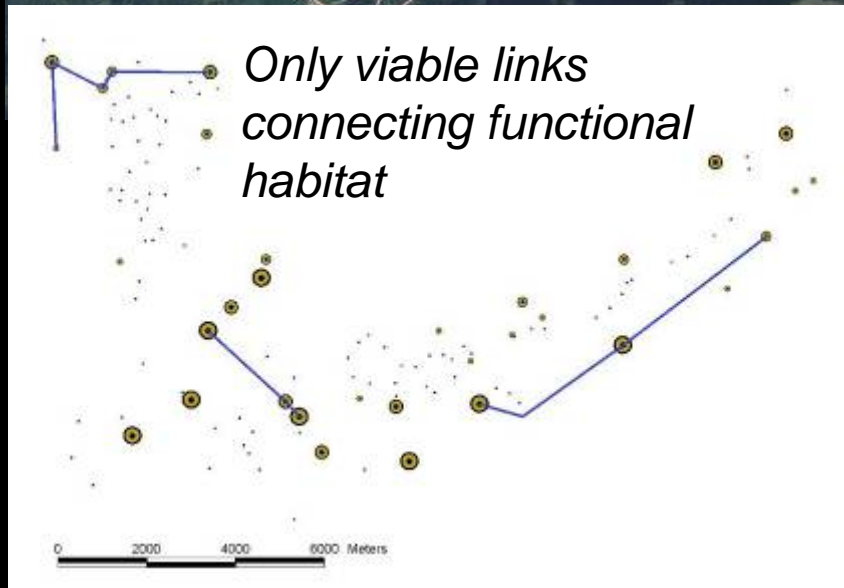 Only viable links
connecting functional
habitat
0 2000 4000 6000 Meters